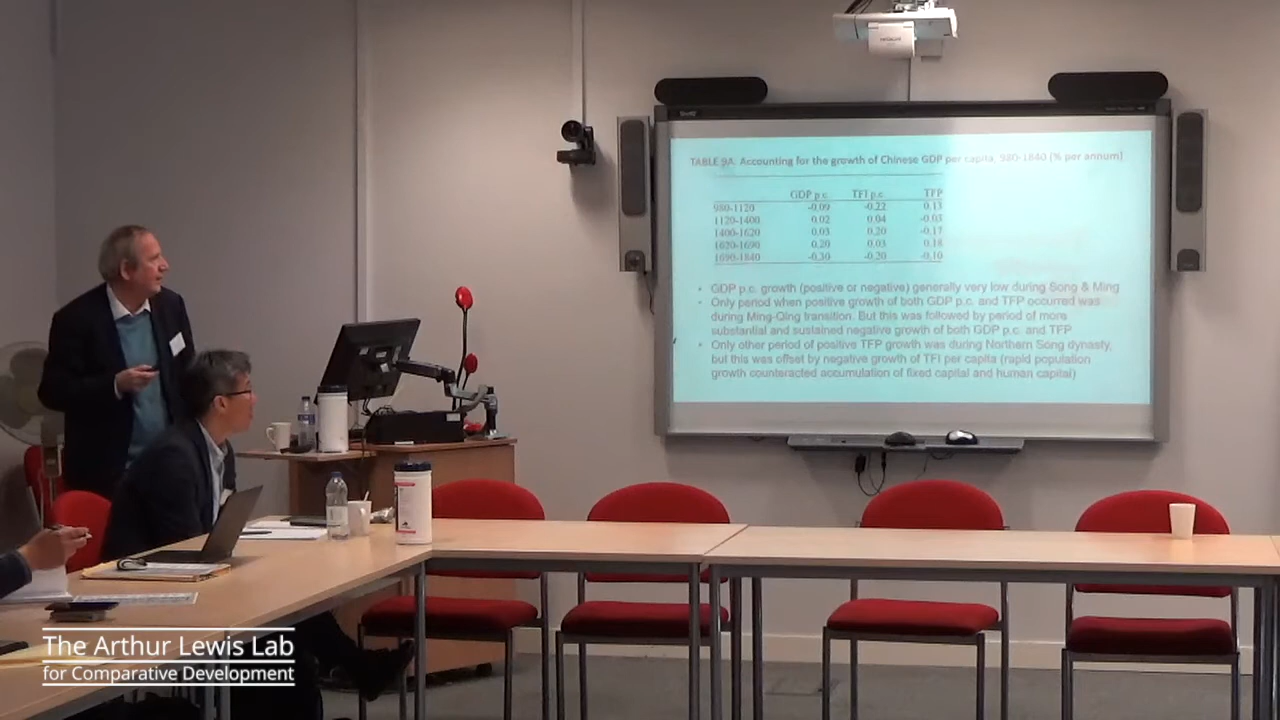 TABLE 9A: Accounting for the growth of Chinese GDP per capita, 980-1840 (% per annum)
GDP p.c. TFI p.c. TFP
980-1120 -0.09 -0.22 0.13
1120-1400 0.02 0.04 -0.03
1400-1620 0.03 0.20 -0.17
1620-1690 0.20 0.03 0.18
1690-1840 -0.30 -0.20 -0.10
• GDP p.c. growth (positive or negative) generally very low during Song & Ming
• Only period when positive growth of both GDP p.c. and TFP occurred was
during Ming-Qing transition. But this was followed by period of more
substantial and sustained negative growth of both GDP p.c. and TFP
• Only other period of positive TFP growth was during Northern Song dynasty,
but this was offset by negative growth of TFI per capita (rapid population
growth counteracted accumulation of fixed capital and human capital)
The Arthur Lewis Lab
for Comparative Development